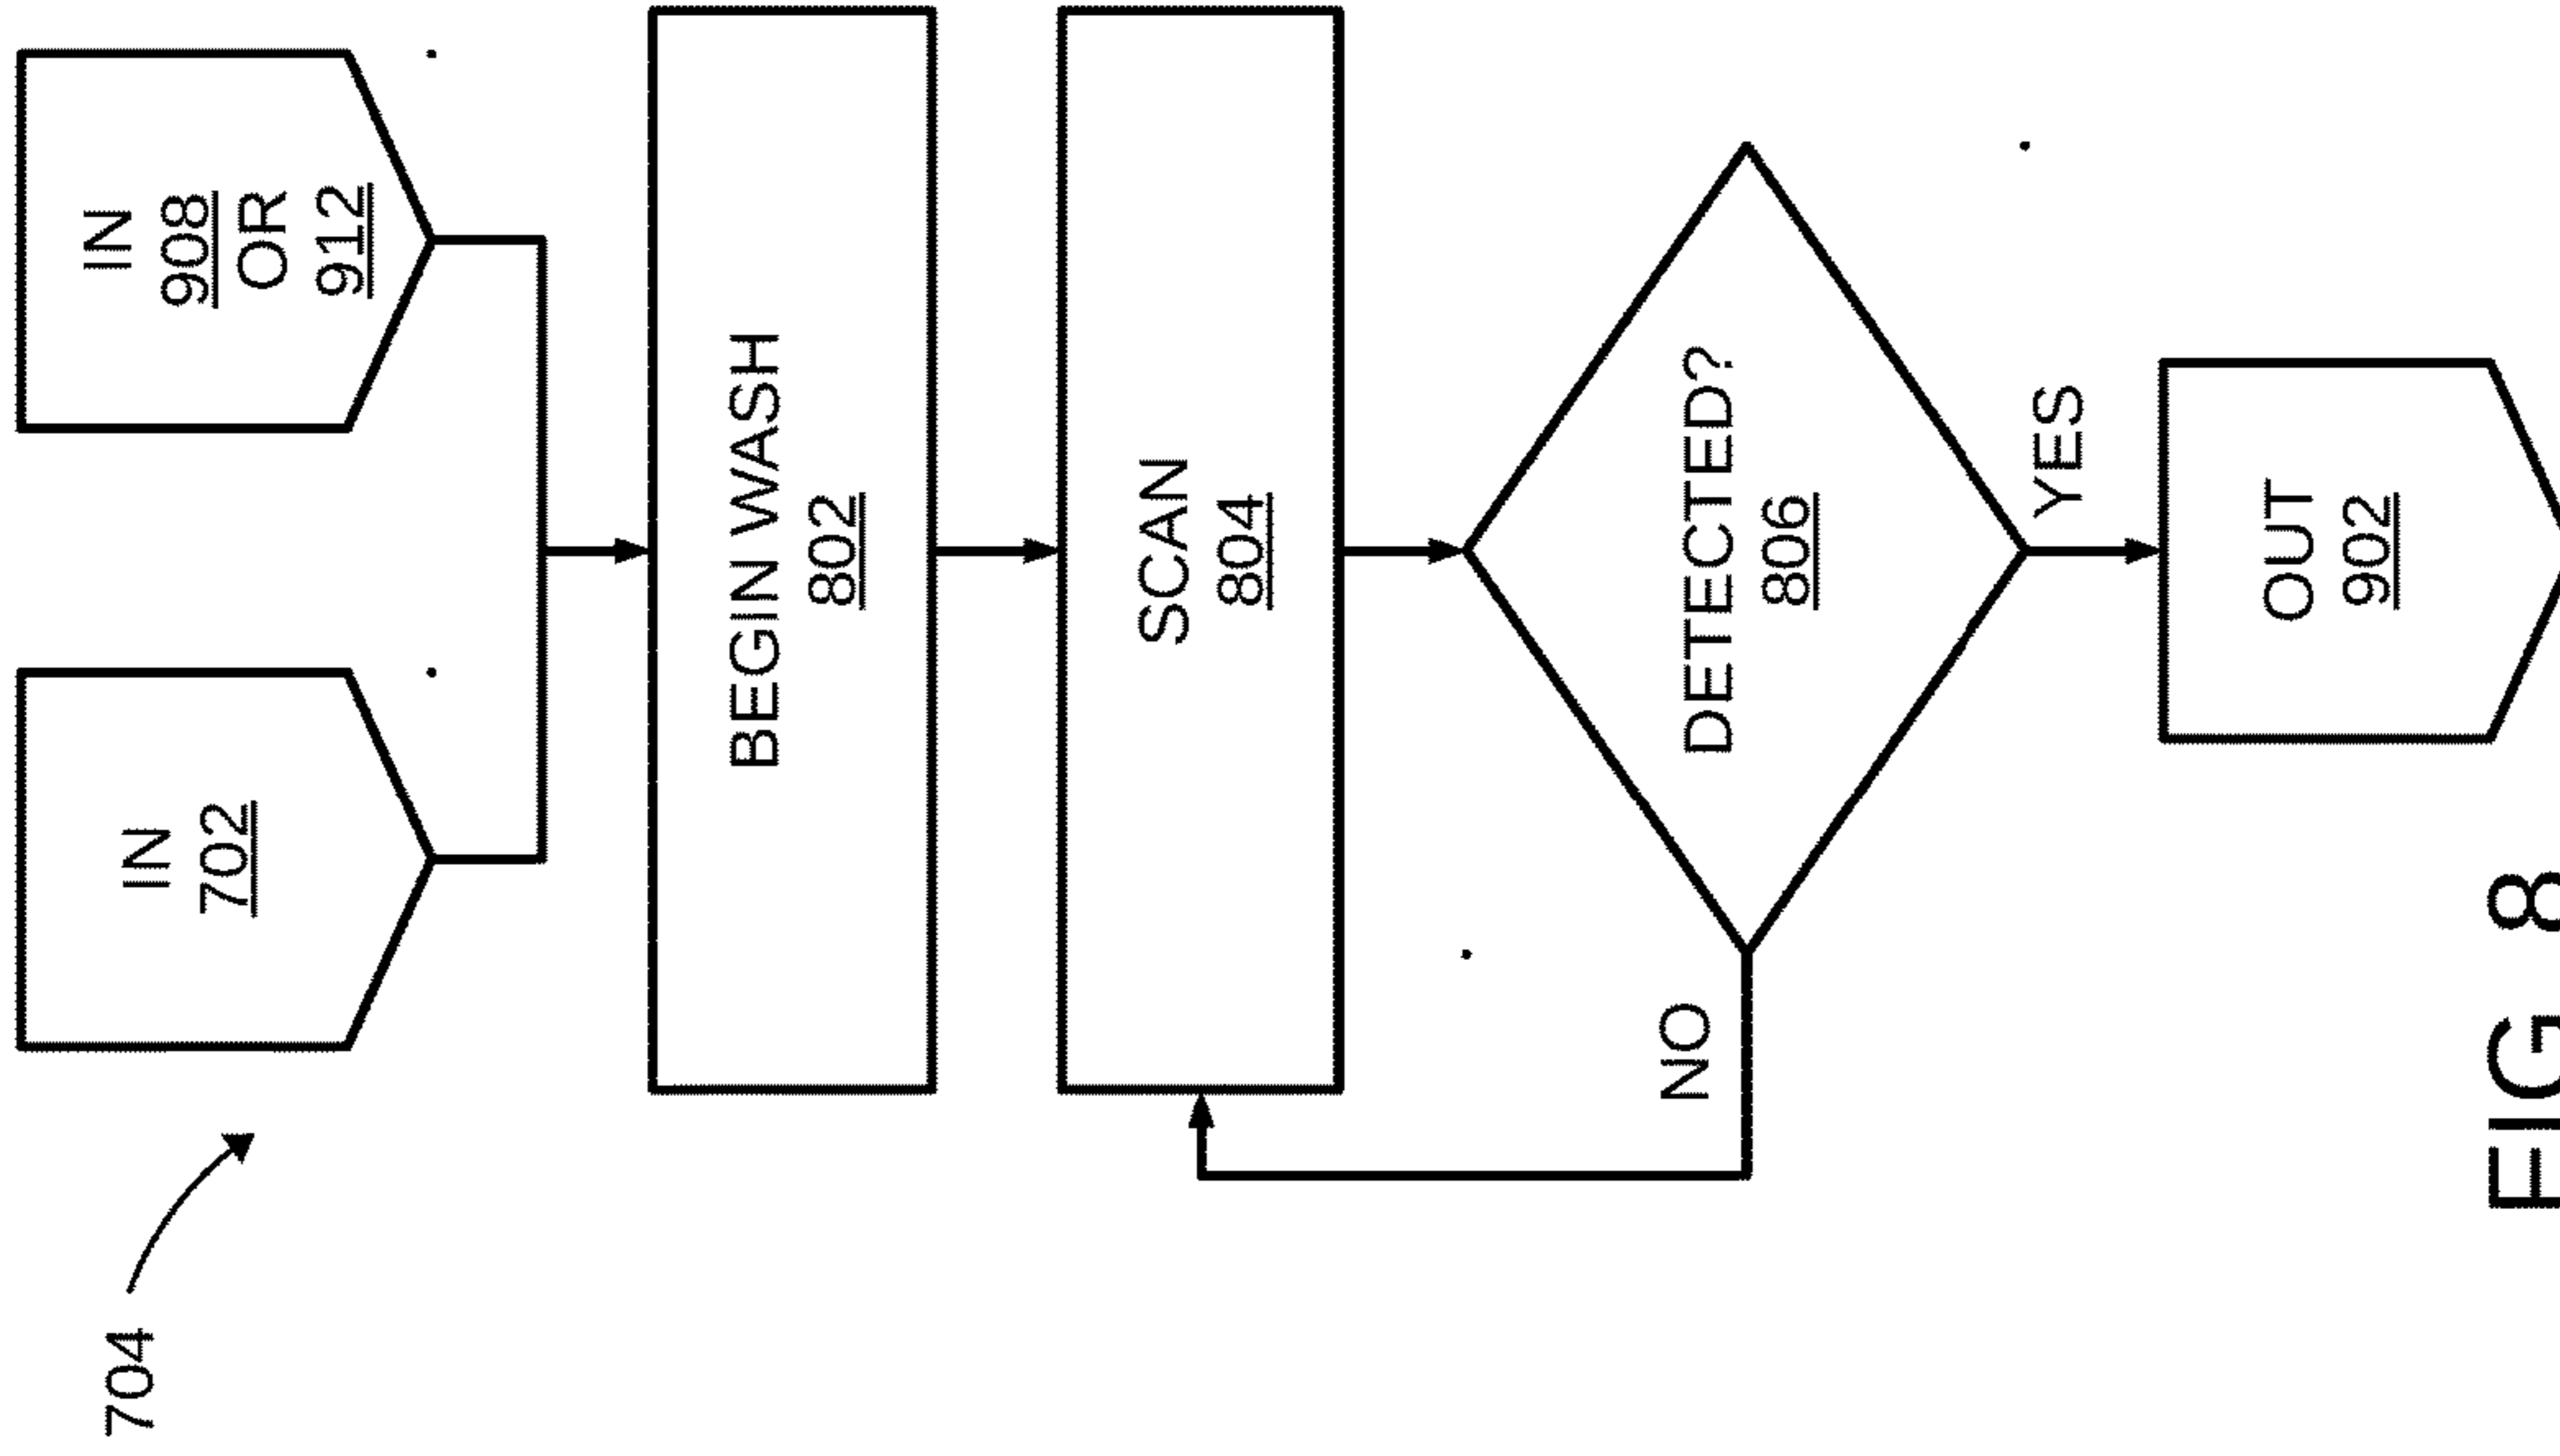 704
IN
702
IN
908
OR
912
BEGIN WASH
802
SCAN
804
DETECTED?
806
NO
YES
OUT
902
FIG 8